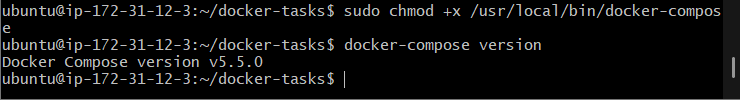 ubuntu@ip-172-31-12-3:~/docker-tasks$ sudo chmod +x /usr/local/bin/docker-compos
e
ubuntu@ip-172-31-12-3:~/docker-tasks$ docker-compose version
Docker Compose version v5.5.0
ubuntu@ip-172-31-12-3:~/docker-tasks$